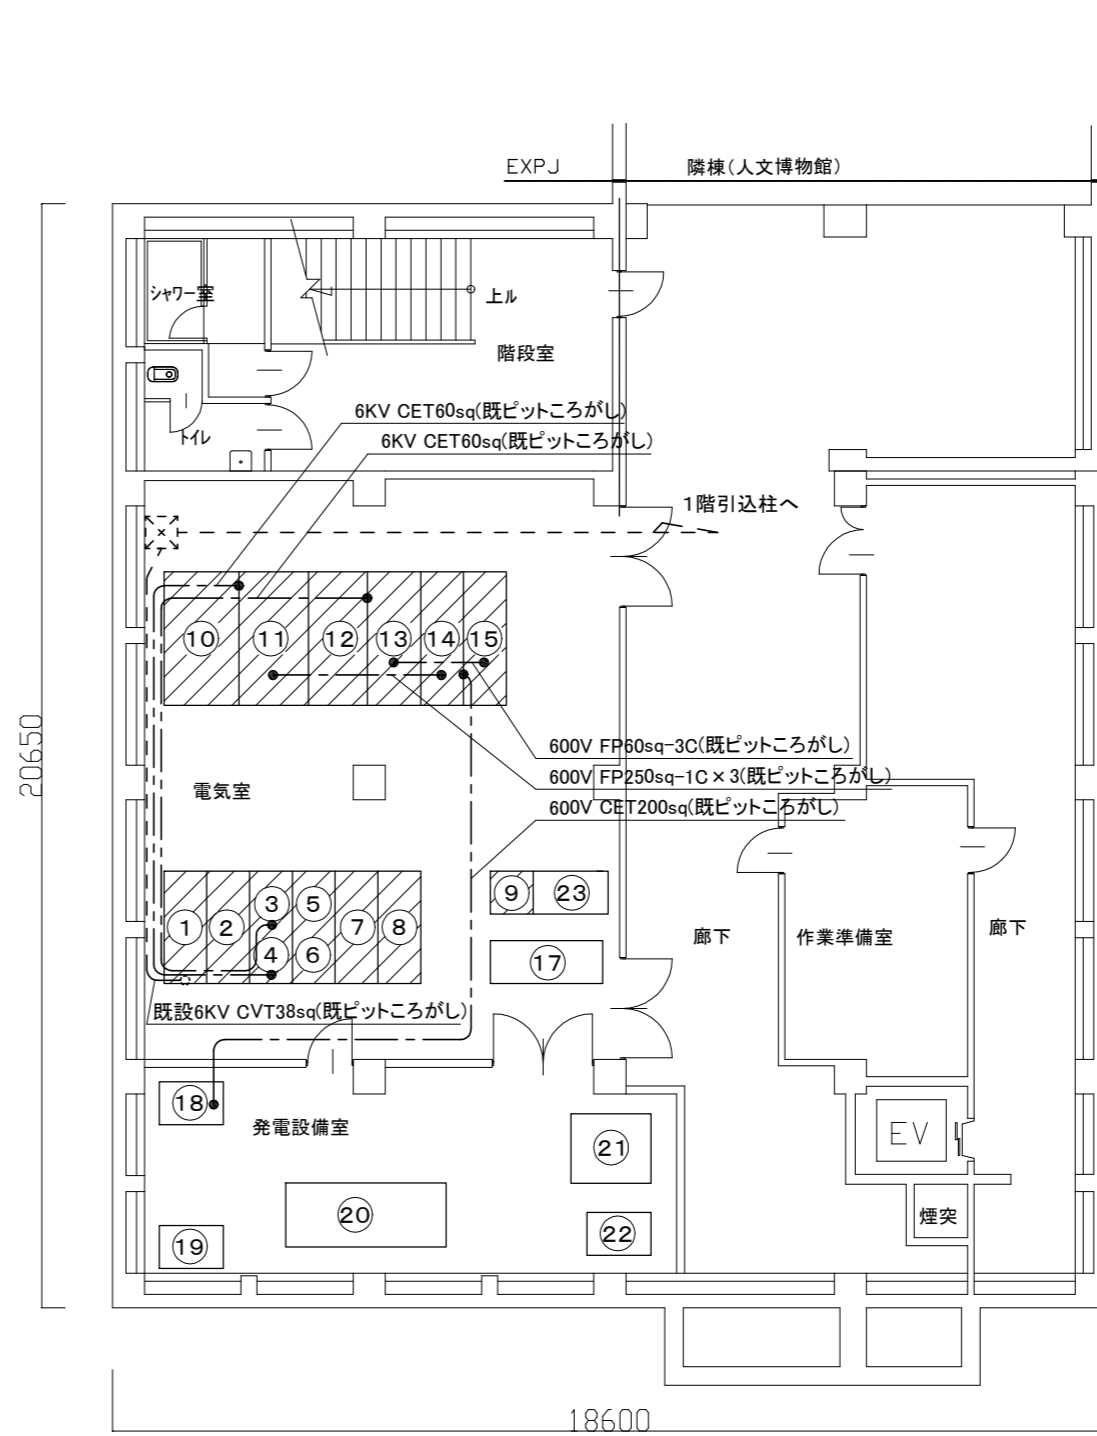 EXPJ
隣棟(人文博物館)
シャワー室
上ル
階段室
6KV CET60sq(既ピットころがし)
トイレ
6KV CET60sq(既ピットころがし)
1階引込柱へ
⑩ ⑪ ⑫ ⑬ ⑭ ⑮
600V FP60sq-3C(既ピットころがし)
20650
600V FP250sq-1C×3(既ピットころがし)
電気室
600V CET200sq(既ピットころがし)
① ② ③ ⑤ ⑦ ⑧
④ ⑥
⑨ ㉓
廊下
作業準備室
廊下
⑰
既設6KV CVT38sq(既ピットころがし)
⑱
発電設備室
EV
㉑
⑳
煙突
⑲
㉒
18600